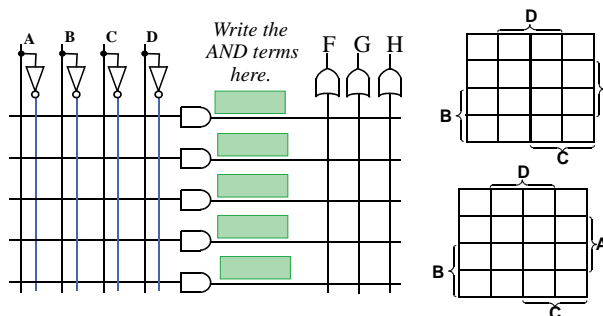 A B C D
Write the
AND terms
here.
F G H
D
B
C
D
A
B
C